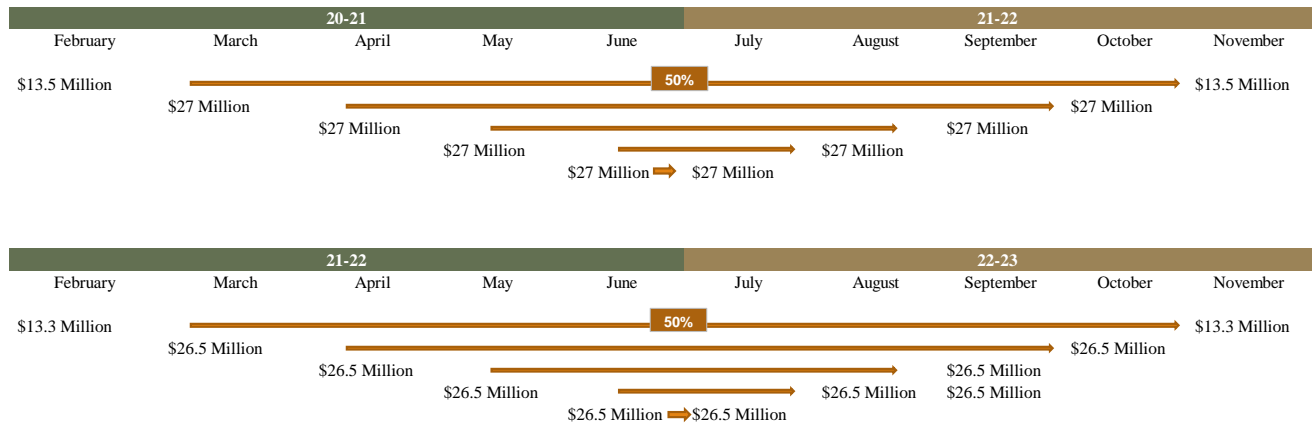 20-21 21-22
February March April May June July August September October November
$13.5 Million 50% $13.5 Million
$27 Million $27 Million
$27 Million $27 Million
$27 Million $27 Million
$27 Million $27 Million
21-22 22-23
February March April May June July August September October November
$13.3 Million 50% $13.3 Million
$26.5 Million $26.5 Million
$26.5 Million $26.5 Million
$26.5 Million $26.5 Million $26.5 Million
$26.5 Million $26.5 Million